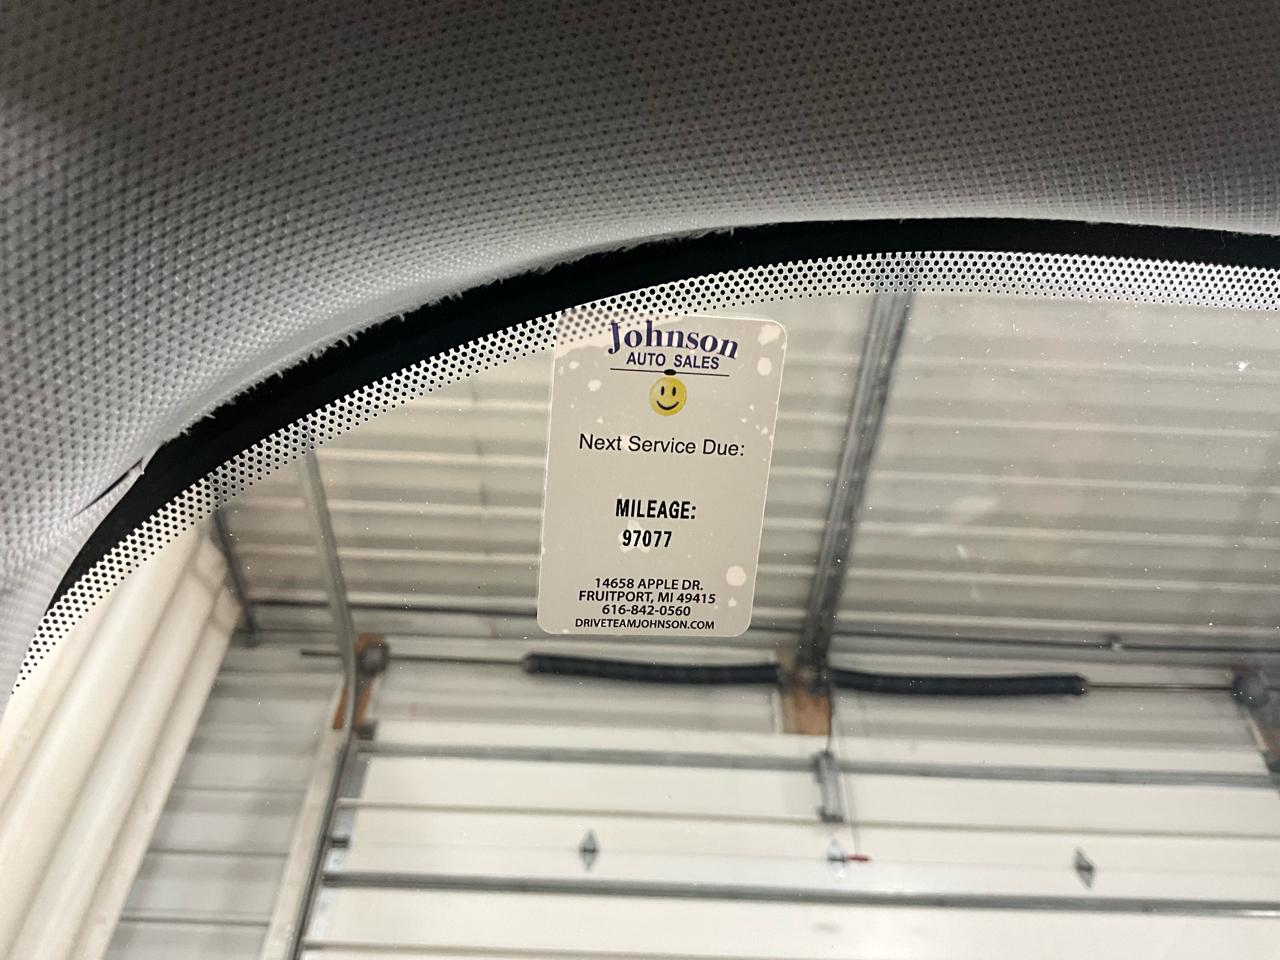 Johnson
AUTO SALES
Next Service Due:
MILEAGE:
97077
14658 APPLE DR.
FRUITPORT, MI 49415
616-842-0560
DRIVETEAMJOHNSON.COM